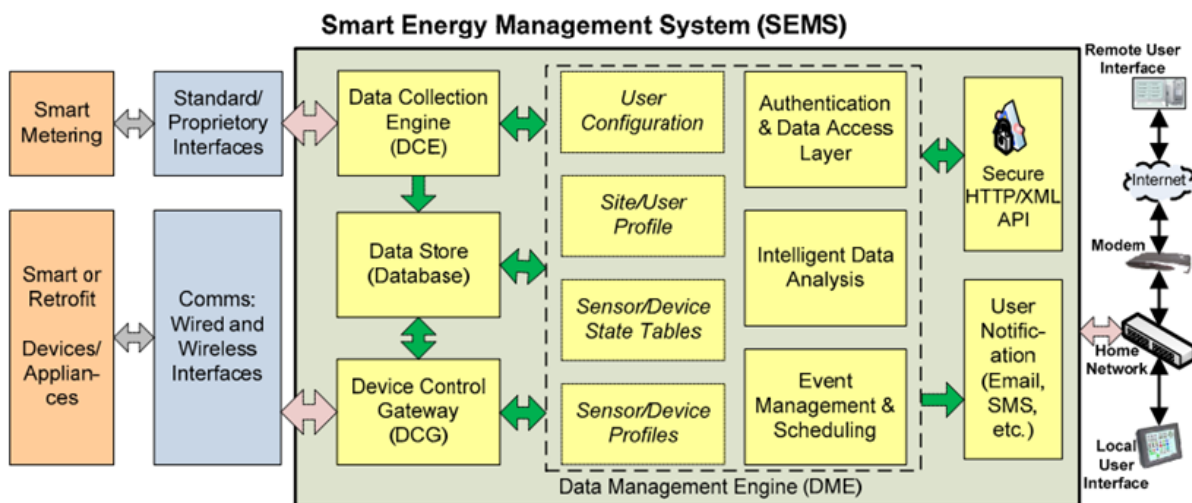 Smart Energy Management System (SEMS)
Smart
Metering
Standard/
Proprietory
Interfaces
Data Collection
Engine
(DCE)
User
Configuration
Authentication
& Data Access
Layer
Secure
HTTP/XML
API
Remote User
Interface
Internet
Modem
Smart or
Retrofit
Devices/
Applian-
ces
Comms:
Wired and
Wireless
Interfaces
Data Store
(Database)
Site/User
Profile
Intelligent Data
Analysis
Sensor/Device
State Tables
Device Control
Gateway
(DCG)
Sensor/Device
Profiles
Event
Management &
Scheduling
User
Notific-
ation
(Email,
SMS,
etc.)
Home
Network
Local
User
Interface
Data Management Engine (DME)